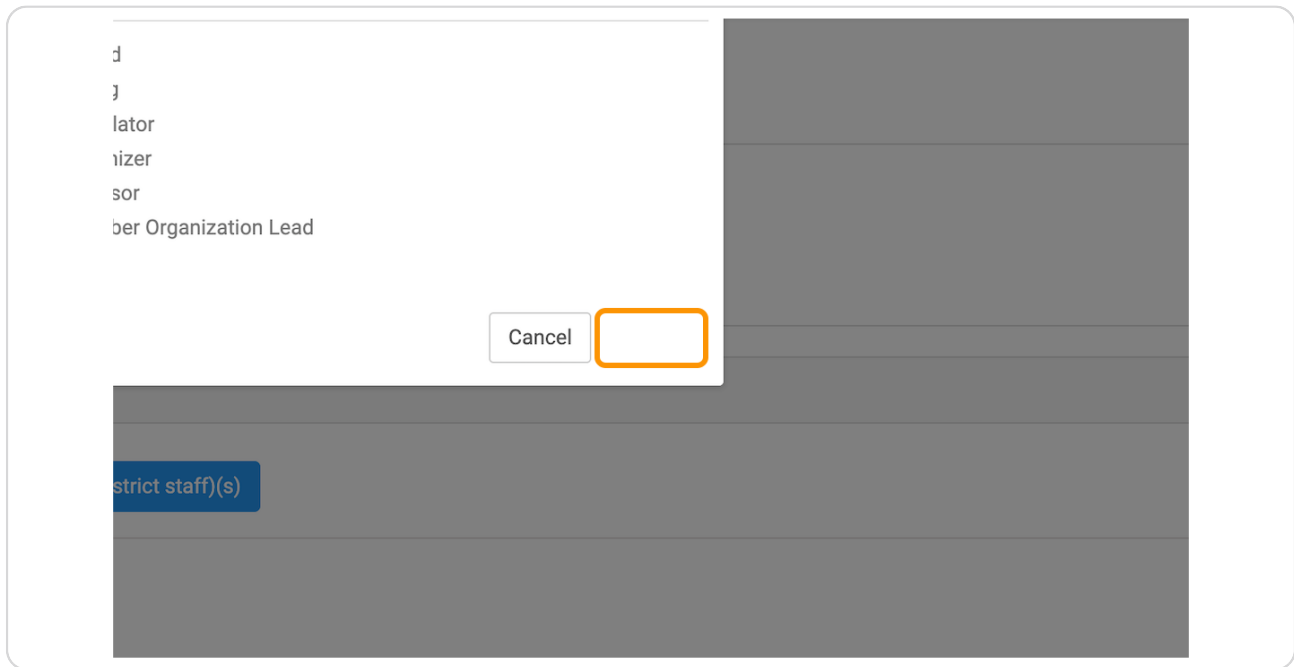 d
g
lator
nizer
sor
ber Organization Lead
Cancel
strict staff)(s)